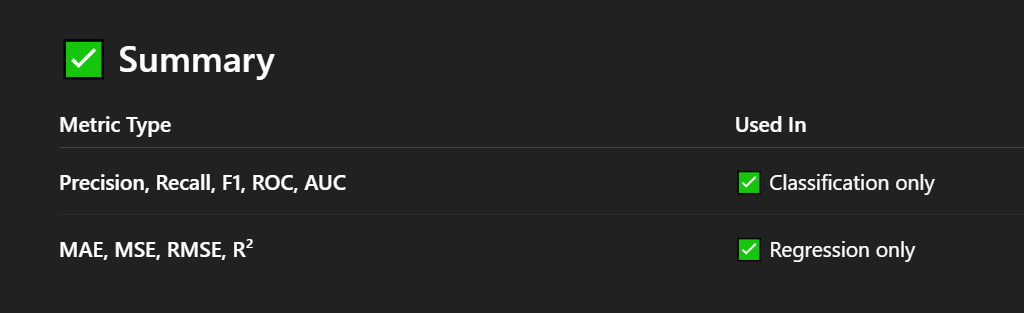 ✅ Summary
Metric Type Used In
Precision, Recall, F1, ROC, AUC ✅ Classification only
MAE, MSE, RMSE, R² ✅ Regression only